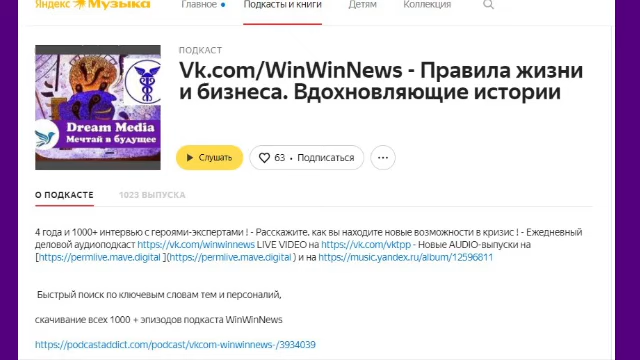 Яндекс Музыка
Главное
Подкасты и книги
Детям
Коллекция
ПОДКАСТ
Vk.com/WinWinNews - Правила жизни
и бизнеса. Вдохновляющие истории
Dream Media
Мечтай в будущее
Слушать
63 • Подписаться
О ПОДКАСТЕ
1023 ВЫПУСКА
4 года и 1000+ интервью с героями-экспертами ! - Расскажите, как вы находите новые возможности в кризис ! - Ежедневный
деловой аудиоподкаст https://vk.com/winwinnews LIVE VIDEO на https://vk.com/vktpp - Новые AUDIO-выпуски на
[https://permlive.mave.digital ](https://permlive.mave.digital ) и на https://music.yandex.ru/album/12596811
Быстрый поиск по ключевым словам тем и персоналий,
скачивание всех 1000 + эпизодов подкаста WinWinNews
https://podcastaddict.com/podcast/vkcom-winwinnews-/3934039